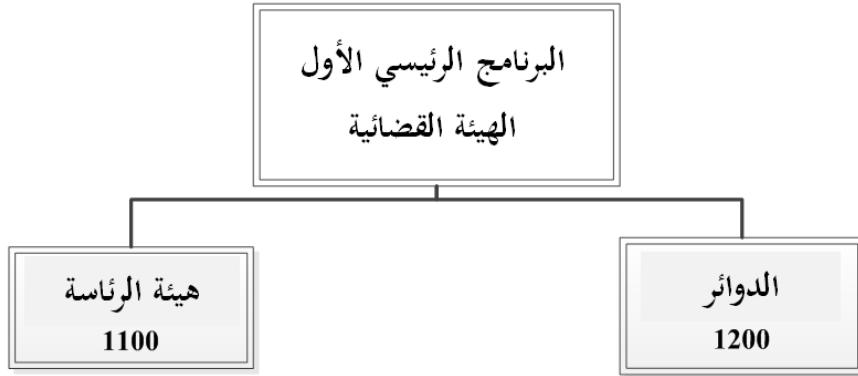 البرنامج الرئيسي الأول
الهيئة القضائية
الدوائر
1200
هيئة الرئاسة
1100